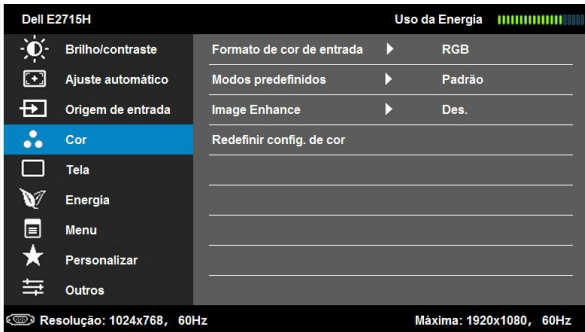 Dell E2715H Uso da Energia
Brilho/contraste Formato de cor de entrada RGB
Ajuste automático Modos predefinidos Padrão
Origem de entrada Image Enhance Des.
Cor Redefinir config. de cor
Tela
Energia
Menu
Personalizar
Outros
Resolução: 1024x768, 60Hz Máxima: 1920x1080, 60Hz